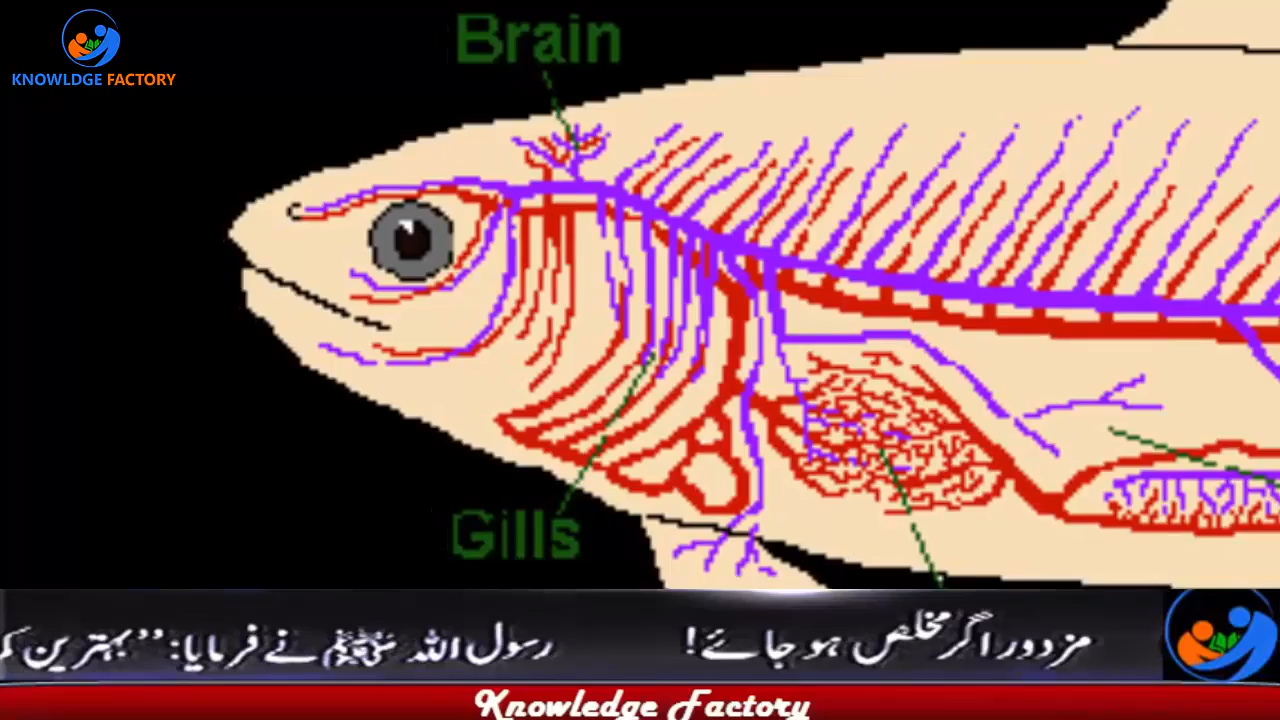 KNOWLDGE FACTORY
Brain
Gills
مزدور اگر مخلص ہو جائے! رسول اللہ ﷺ نے فرمایا: ”بہترین
Knowledge Factory